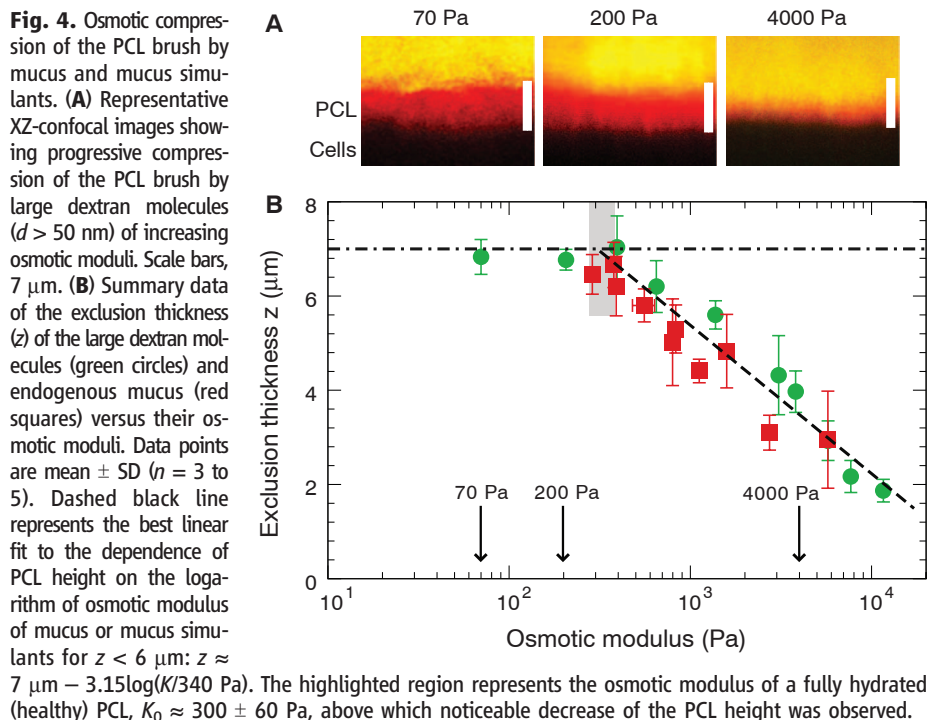 Fig. 4. Osmotic compres-
sion of the PCL brush by
mucus and mucus simu-
lants. (A) Representative
XZ-confocal images show-
ing progressive compres-
sion of the PCL brush by
large dextran molecules
(d > 50 nm) of increasing
osmotic moduli. Scale bars,
7 μm. (B) Summary data
of the exclusion thickness
(z) of the large dextran mol-
ecules (green circles) and
endogenous mucus (red
squares) versus their os-
motic moduli. Data points
are mean ± SD (n = 3 to
5). Dashed black line
represents the best linear
fit to the dependence of
PCL height on the loga-
rithm of osmotic modulus
of mucus or mucus simu-
lants for z < 6 μm: z ≈
7 μm − 3.15log(K/340 Pa). The highlighted region represents the osmotic modulus of a fully hydrated
(healthy) PCL, K0 ≈ 300 ± 60 Pa, above which noticeable decrease of the PCL height was observed.
A
70 Pa 200 Pa 4000 Pa
PCL
Cells
B
8
6
4
2
0
Exclusion thickness z (μm)
70 Pa 200 Pa 4000 Pa
10^1 10^2 10^3 10^4
Osmotic modulus (Pa)